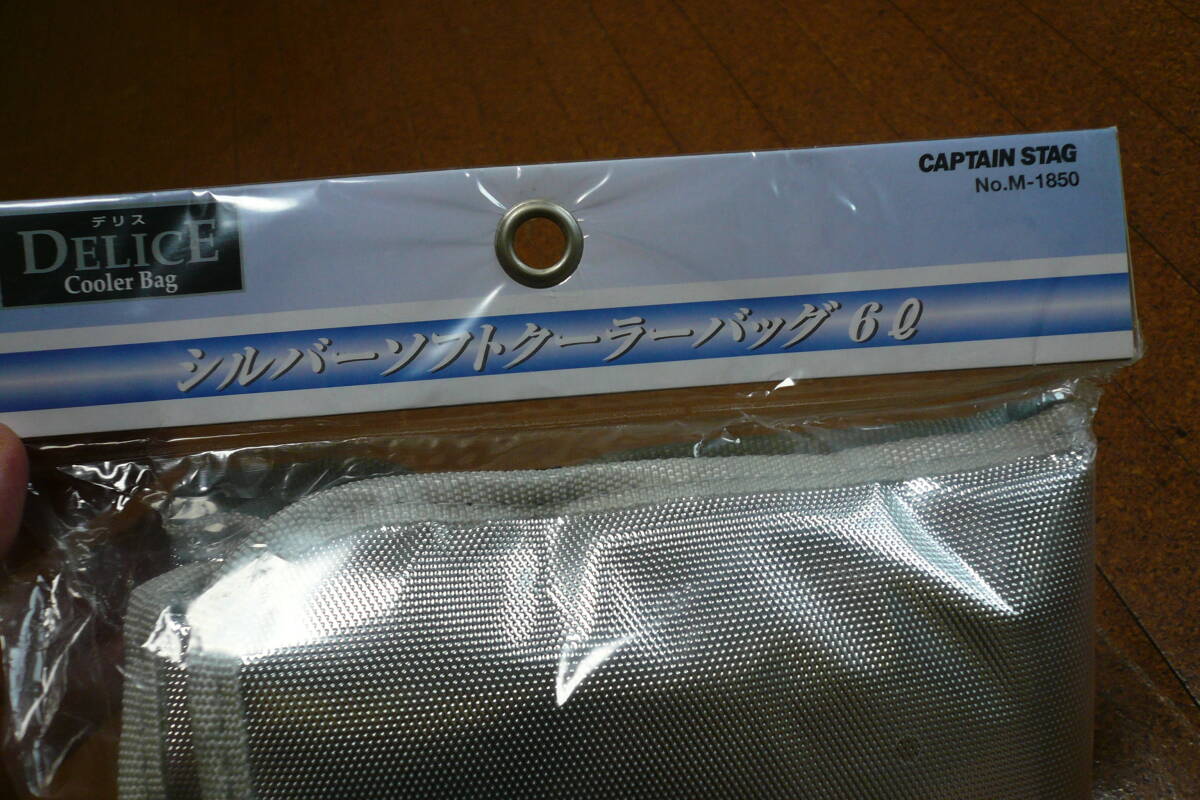 CAPTAIN STAG
No.M-1850
デリス
DELICE
Cooler Bag
シルバーソフトクーラーバッグ 6ℓ